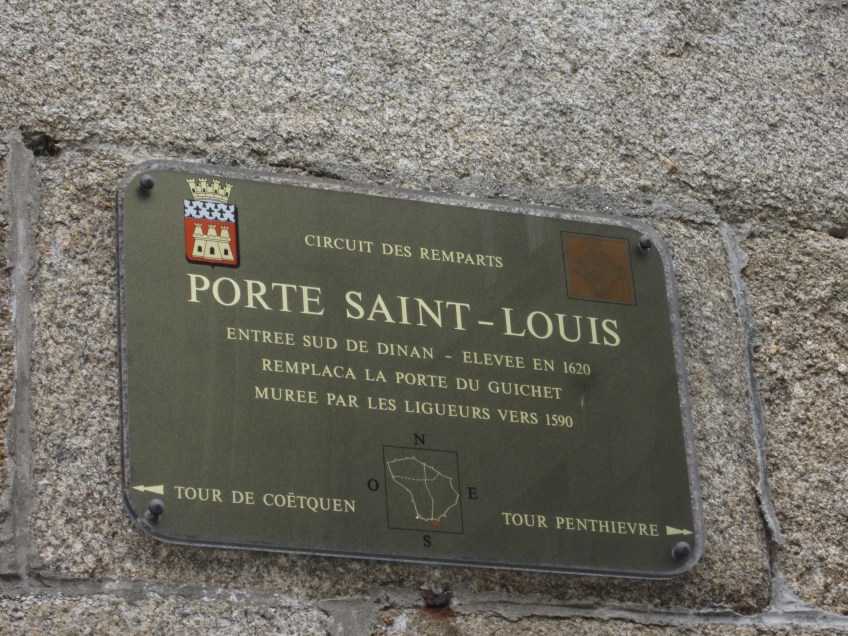 CIRCUIT DES REMPARTS
PORTE SAINT-LOUIS
ENTREE SUD DE DINAN - ELEVEE EN 1620
REMPLACA LA PORTE DU GUICHET
MUREE PAR LES LIGUEURS VERS 1590
N
O
E
S
TOUR DE COËTQUEN
TOUR PENTHIEVRE